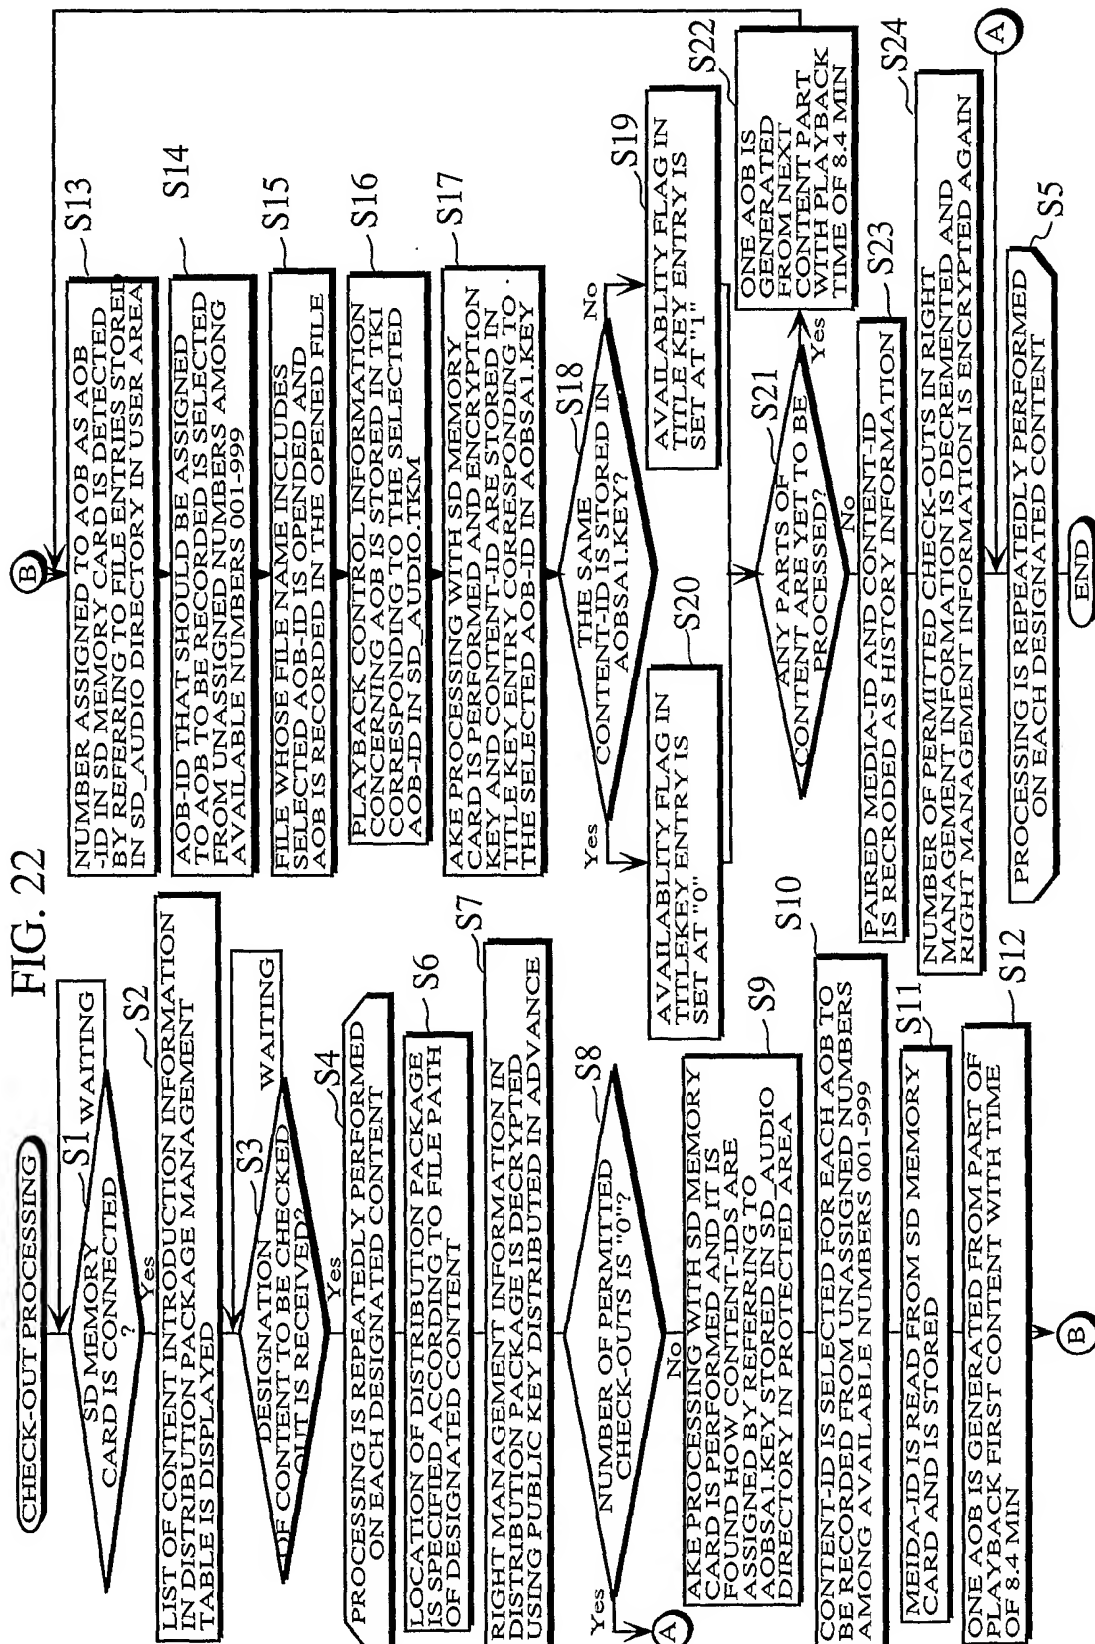 FIG. 22
CHECK-OUT PROCESSING
S1
WAITING
SD MEMORY
CARD IS CONNECTED
?
Yes
S2
LIST OF CONTENT INTRODUCTION INFORMATION
IN DISTRIBUTION PACKAGE MANAGEMENT
TABLE IS DISPLAYED
S3
WAITING
DESIGNATION
OF CONTENT TO BE CHECKED
OUT IS RECEIVED?
Yes
S4
PROCESSING IS REPEATEDLY PERFORMED
ON EACH DESIGNATED CONTENT
S6
LOCATION OF DISTRIBUTION PACKAGE
IS SPECIFIED ACCORDING TO FILE PATH
OF DESIGNATED CONTENT
S7
RIGHT MANAGEMENT INFORMATION IN
DISTRIBUTION PACKAGE IS DECRYPTED
USING PUBLIC KEY DISTRIBUTED IN ADVANCE
S8
NUMBER OF PERMITTED
CHECK-OUTS IS "0"?
Yes
A
No
S9
AKE PROCESSING WITH SD MEMORY
CARD IS PERFORMED AND IT IS
FOUND HOW CONTENT-IDS ARE
ASSIGNED BY REFERRING TO
AOBSA1.KEY STORED IN SD_AUDIO
DIRECTORY IN PROTECTED AREA
S10
CONTENT-ID IS SELECTED FOR EACH AOB TO
BE RECORDED FROM UNASSIGNED NUMBERS
AMONG AVAILABLE NUMBERS 001-999
S11
MEIDA-ID IS READ FROM SD MEMORY
CARD AND IS STORED
S12
ONE AOB IS GENERATED FROM PART OF
PLAYBACK FIRST CONTENT WITH TIME
OF 8.4 MIN
B
B
S13
NUMBER ASSIGNED TO AOB AS AOB
-ID IN SD MEMORY CARD IS DETECTED
BY REFERRING TO FILE ENTRIES STORED
IN SD_AUDIO DIRECTORY IN USER AREA
S14
AOB-ID THAT SHOULD BE ASSIGNED
TO AOB TO BE RECORDED IS SELECTED
FROM UNASSIGNED NUMBERS AMONG
AVAILABLE NUMBERS 001-999
S15
FILE WHOSE FILE NAME INCLUDES
SELECTED AOB-ID IS OPENED AND
AOB IS RECORDED IN THE OPENED FILE
S16
PLAYBACK CONTROL INFORMATION
CONCERNING AOB IS STORED IN TKI
CORRESPONDING TO THE SELECTED
AOB-ID IN SD_AUDIO.TKM
S17
AKE PROCESSING WITH SD MEMORY
CARD IS PERFORMED AND ENCRYPTION
KEY AND CONTENT-ID ARE STORED IN
TITLE KEY ENTRY CORRESPONDING TO
THE SELECTED AOB-ID IN AOBSA1.KEY
S18
THE SAME
CONTENT-ID IS STORED IN
AOBSA1.KEY?
Yes
No
S19
AVAILABLITY FLAG IN
TITLE KEY ENTRY IS
SET AT "1"
S20
AVAILABLITY FLAG IN
TITLEKEY ENTRY IS
SET AT "0"
S21
ANY PARTS OF
CONTENT ARE YET TO BE
PROCESSED?
Yes
No
S22
ONE AOB IS
GENERATED
FROM NEXT
CONTENT PART
WITH PLAYBACK
TIME OF 8.4 MIN
S23
PAIRED MEDIA-ID AND CONTENT-ID
IS RECRODED AS HISTORY INFORMATION
S24
NUMBER OF PERMITTED CHECK-OUTS IN RIGHT
MANAGEMENT INFORMATION IS DECREMENTED AND
RIGHT MANAGEMENT INFORMATION IS ENCRYPTED AGAIN
A
S5
PROCESSING IS REPEATEDLY PERFORMED
ON EACH DESIGNATED CONTENT
END